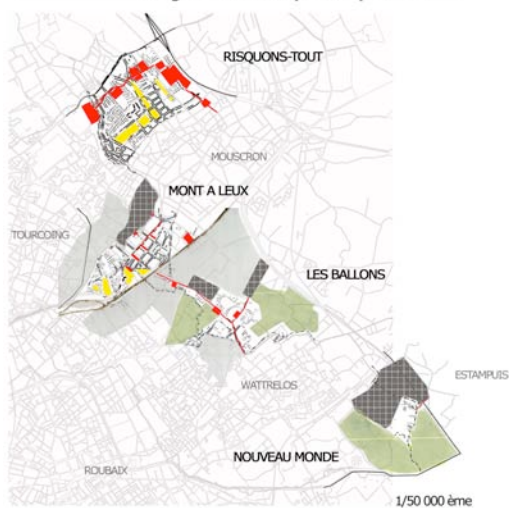 RISQUONS-TOUT
MOUSCRON
MONT A LEUX
TOURCOING
LES BALLONS
ESTAMPUIS
WATTRELOS
NOUVEAU MONDE
ROUBAIX
1/50 000 ème